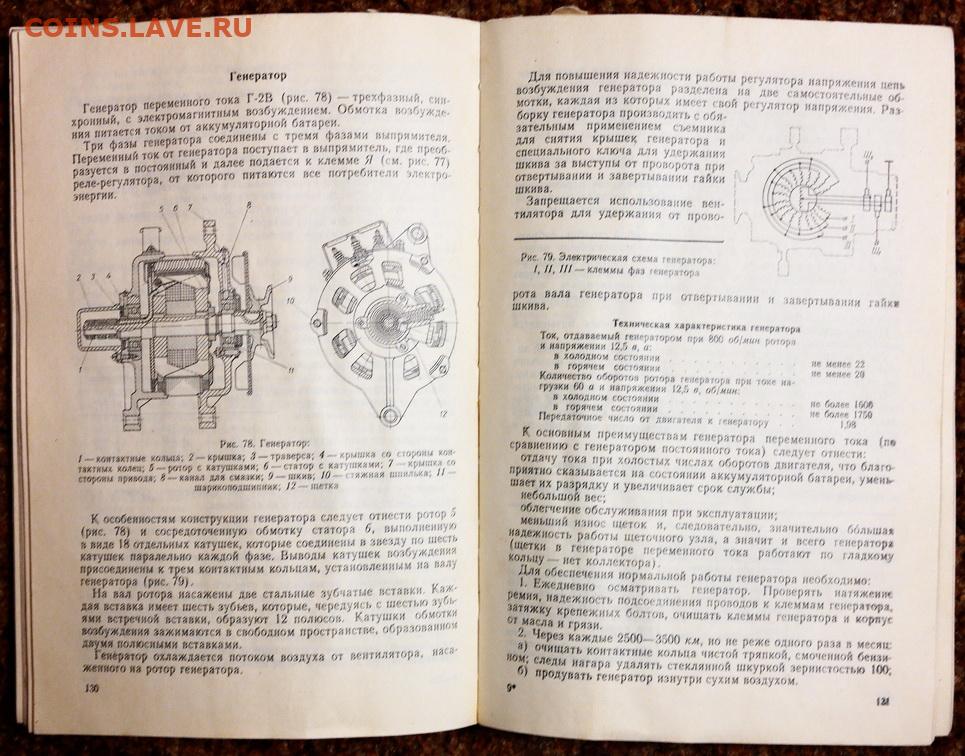 COINS.LAVE.RU
Генератор
Генератор переменного тока Г-2В (рис. 78) — трехфазный, син-
хронный, с электромагнитным возбуждением. Обмотка возбужде-
ния питается током от аккумуляторной батареи.
Три фазы генератора соединены с тремя фазами выпрямителя.
Переменный ток от генератора поступает в выпрямитель, где преоб-
разуется в постоянный и далее подается к клемме Я (см. рис. 77)
реле-регулятора, от которого питаются все потребители электро-
энергии.
5 6 7 8
2 3 4 9
10
1 11
12
Рис. 78. Генератор:
1 — контактные кольца; 2 — крышка; 3 — траверса; 4 — крышка со стороны кон-
тактных колец; 5 — ротор с катушками; 6 — статор с катушками; 7 — крышка со
стороны привода; 8 — канал для смазки; 9 — шкив; 10 — стяжная шпилька; 11 —
шарикоподшипник; 12 — щетка
К особенностям конструкции генератора следует отнести ротор 5
(рис. 78) и сосредоточенную обмотку статора 6, выполненную
в виде 18 отдельных катушек, которые соединены в звезду по шесть
катушек паралельно каждой фазе. Выводы катушек возбуждения
присоединены к трем контактным кольцам, установленным на валу
генератора (рис. 79).
На вал ротора насажены две стальные зубчатые вставки. Каж-
дая вставка имеет шесть зубьев, которые, чередуясь с шестью зубь-
ями встречной вставки, образуют 12 полюсов. Катушки обмотки
возбуждения зажимаются в свободном пространстве, образованном
двумя полюсными вставками.
Генератор охлаждается потоком воздуха от вентилятора, наса-
женного на ротор генератора.
130
Для повышения надежности работы регулятора напряжения цепь
возбуждения генератора разделена на две самостоятельные об-
мотки, каждая из которых имеет свой регулятор напряжения. Раз-
борку генератора производить с обя-
зательным применением съемника
для снятия крышек генератора и
специального ключа для удержания
шкива за выступы от проворота при
отвертывании и завертывании гайки
шкива.
Запрещается использование вен-
тилятора для удержания от прово-
I
II
III
Рис. 79. Электрическая схема генератора:
I, II, III — клеммы фаз генератора
рота вала генератора при отвертывании и завертывании гайки
шкива.
Техническая характеристика генератора
Ток, отдаваемый генератором при 800 об/мин ротора
и напряжении 12,5 в, а:
в холодном состоянии . . . . . . . . . . не менее 22
в горячем состоянии . . . . . . . . . . не менее 20
Количество оборотов ротора генератора при токе на-
грузки 60 а и напряжении 12,5 в, об/мин:
в холодном состоянии . . . . . . . . . . не более 1600
в горячем состоянии . . . . . . . . . . не более 1750
Передаточное число от двигателя к генератору . . . 1,98
К основным преимуществам генератора переменного тока (по
сравнению с генератором постоянного тока) следует отнести:
отдачу тока при холостых числах оборотов двигателя, что благо-
приятно сказывается на состоянии аккумуляторной батареи, умень-
шает их разрядку и увеличивает срок службы;
небольшой вес;
облегчение обслуживания при эксплуатации;
меньший износ щеток и, следовательно, значительно бо́льшая
надежность работы щеточного узла, а значит и всего генератора
(щетки в генераторе переменного тока работают по гладкому
кольцу — нет коллектора).
Для обеспечения нормальной работы генератора необходимо:
1. Ежедневно осматривать генератор. Проверять натяжение
ремня, надежность подсоединения проводов к клеммам генератора,
затяжку крепежных болтов, очищать клеммы генератора и корпус
от масла и грязи.
2. Через каждые 2500—3500 км, но не реже одного раза в месяц:
а) очищать контактные кольца чистой тряпкой, смоченной бензи-
ном; следы нагара удалять стеклянной шкуркой зернистостью 100;
б) продувать генератор изнутри сухим воздухом.
9*
131